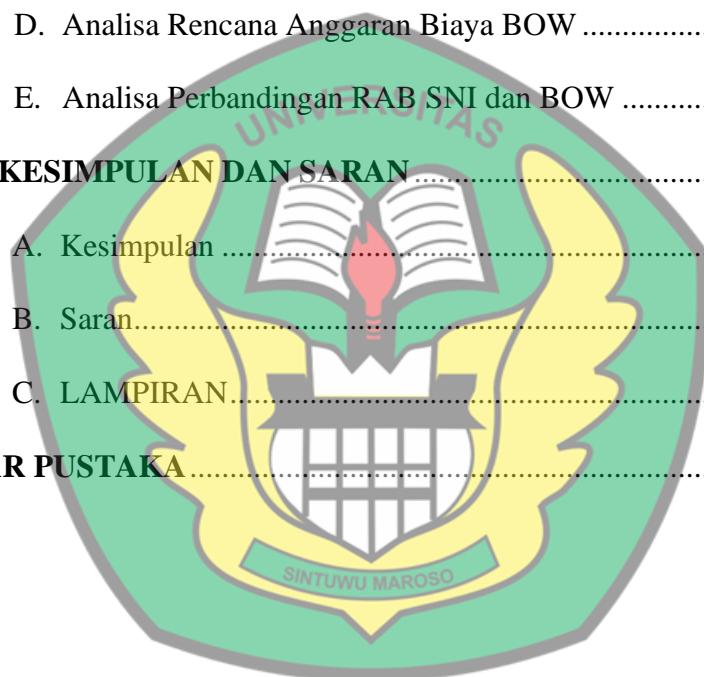 D. Analisa Rencana Anggaran Biaya BOW ................
E. Analisa Perbandingan RAB SNI dan BOW ...........
UNIVERSITAS
KESIMPULAN DAN SARAN ........................................
A. Kesimpulan ................................................................
B. Saran...........................................................................
C. LAMPIRAN...............................................................
R PUSTAKA .................................................................
SINTUWU MAROSO